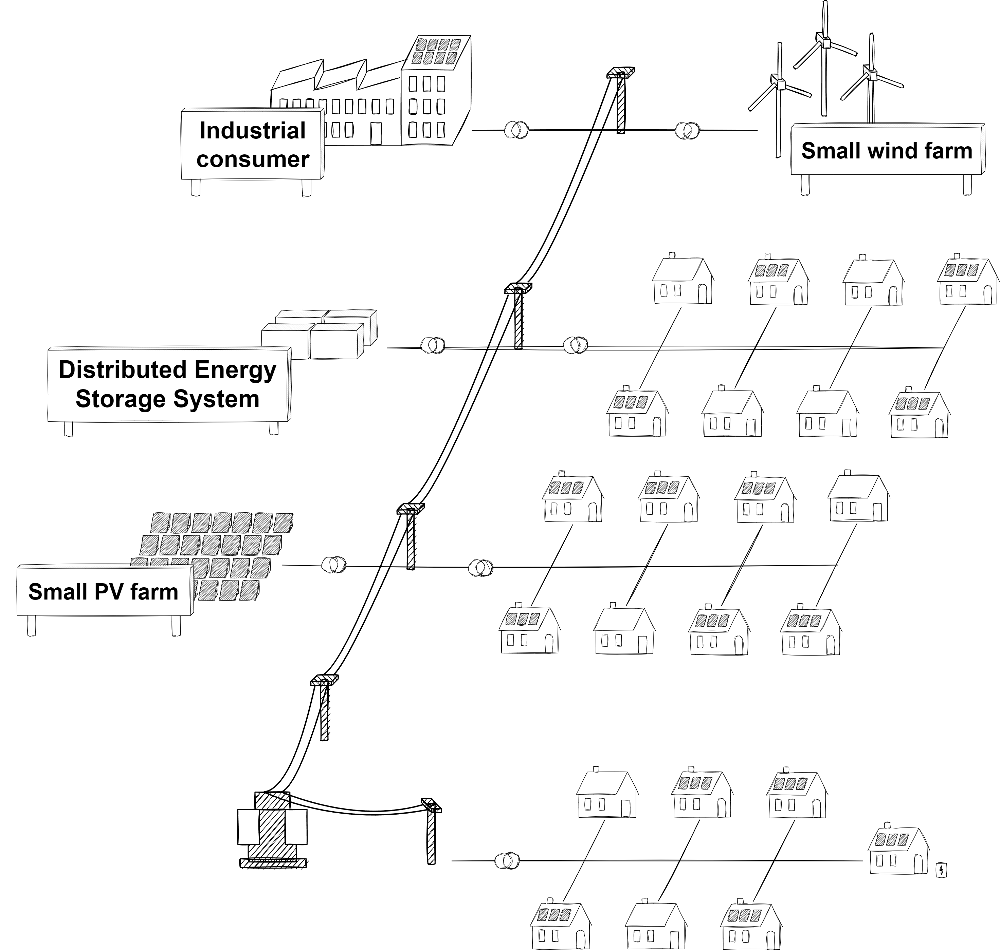 Industrial
consumer
Small wind farm
Distributed Energy
Storage System
Small PV farm